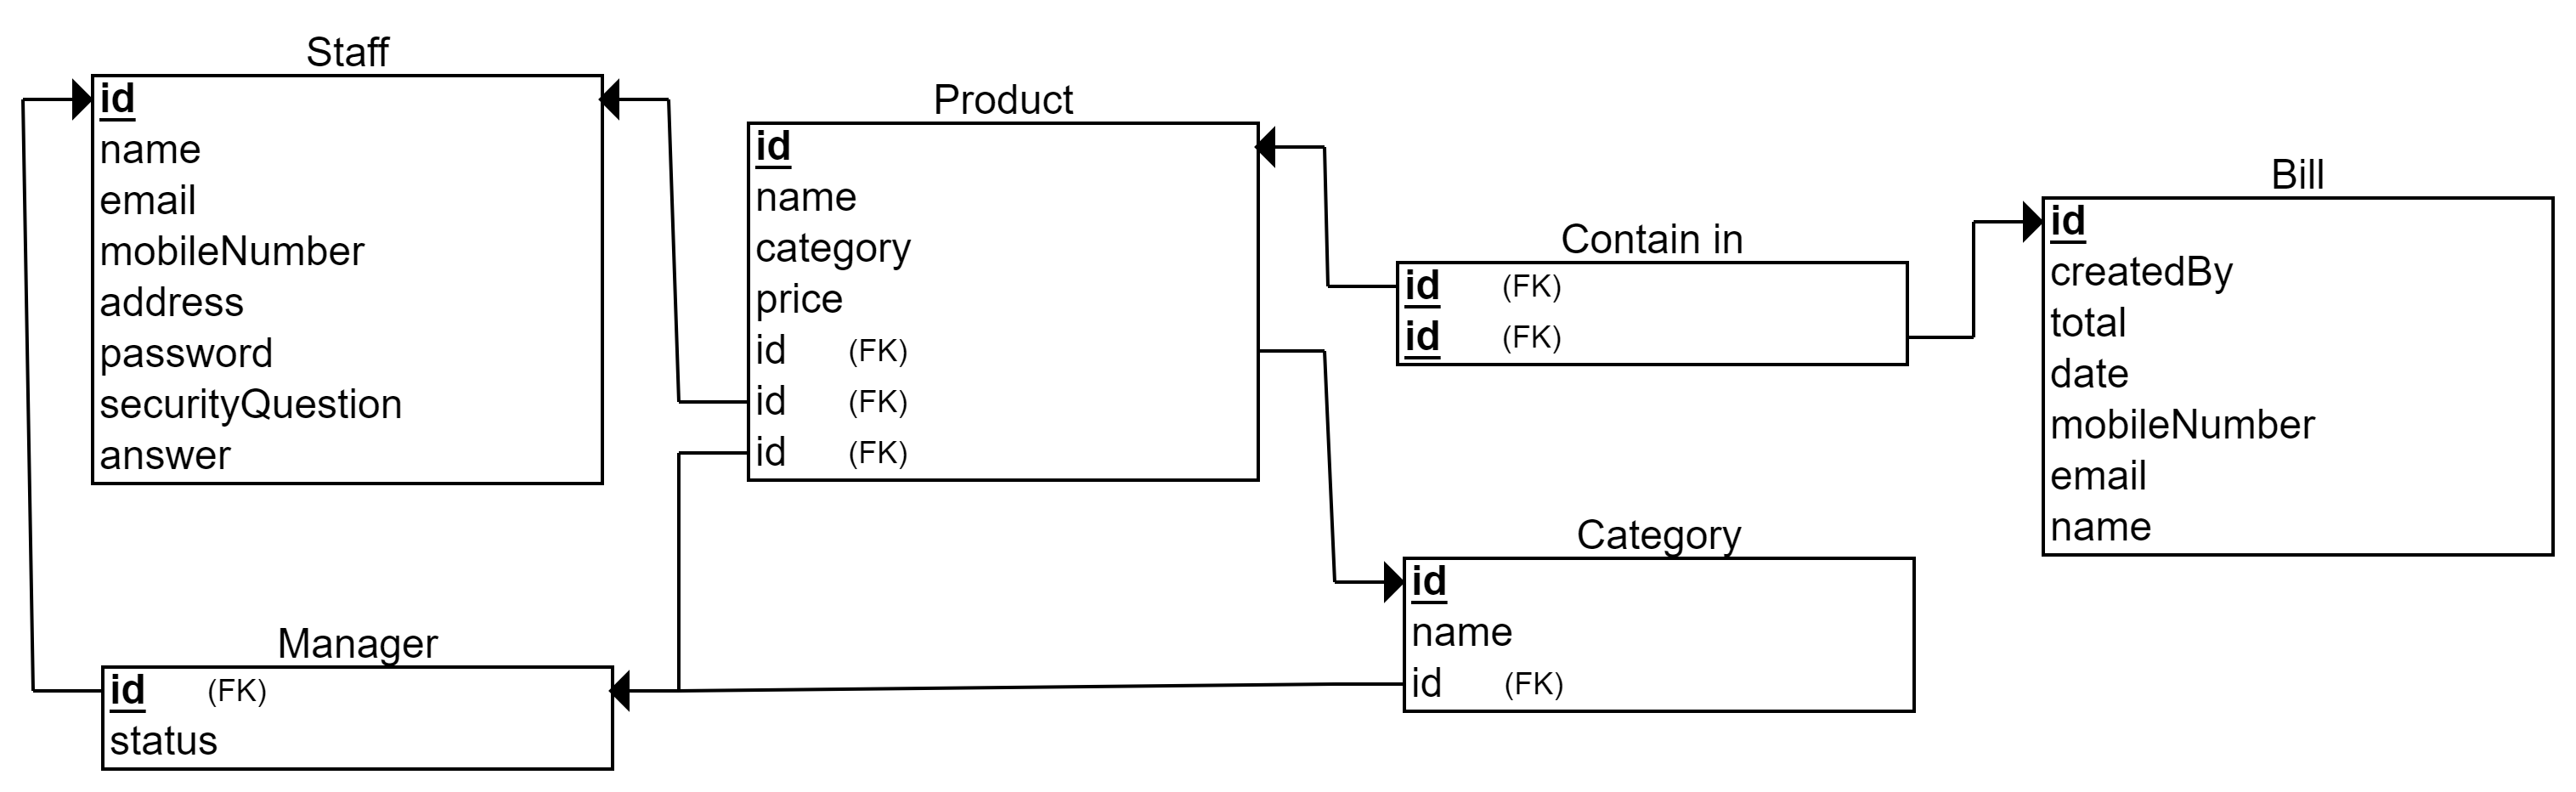 Staff
id
name
email
mobileNumber
address
password
securityQuestion
answer
Product
id
name
category
price
id (FK)
id (FK)
id (FK)
Contain in
id (FK)
id (FK)
Bill
id
createdBy
total
date
mobileNumber
email
name
Manager
id (FK)
status
Category
id
name
id (FK)